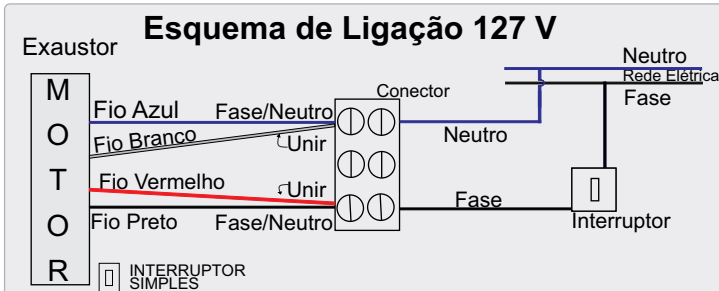 Esquema de Ligação 127 V
Exaustor
MOTOR
Fio Azul
Fase/Neutro
Fio Branco
Unir
Fio Vermelho
Unir
Fio Preto
Fase/Neutro
Conector
Neutro
Neutro
Rede Elétrica
Fase
Fase
Interruptor
INTERRUPTOR
SIMPLES